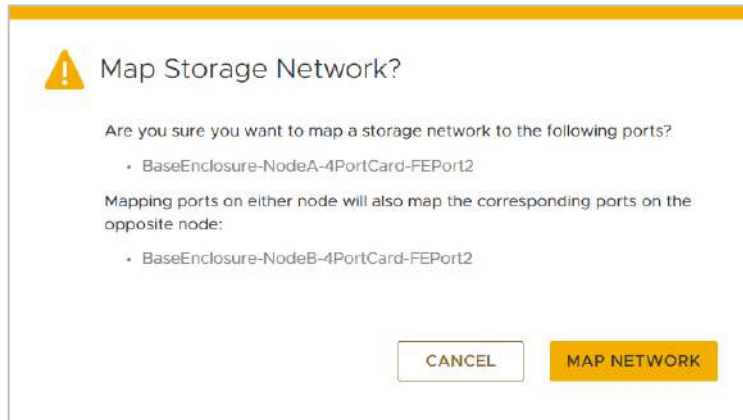 Map Storage Network?
Are you sure you want to map a storage network to the following ports?
• BaseEnclosure-NodeA-4PortCard-FEPort2
Mapping ports on either node will also map the corresponding ports on the
opposite node:
• BaseEnclosure-NodeB-4PortCard-FEPort2
CANCEL
MAP NETWORK